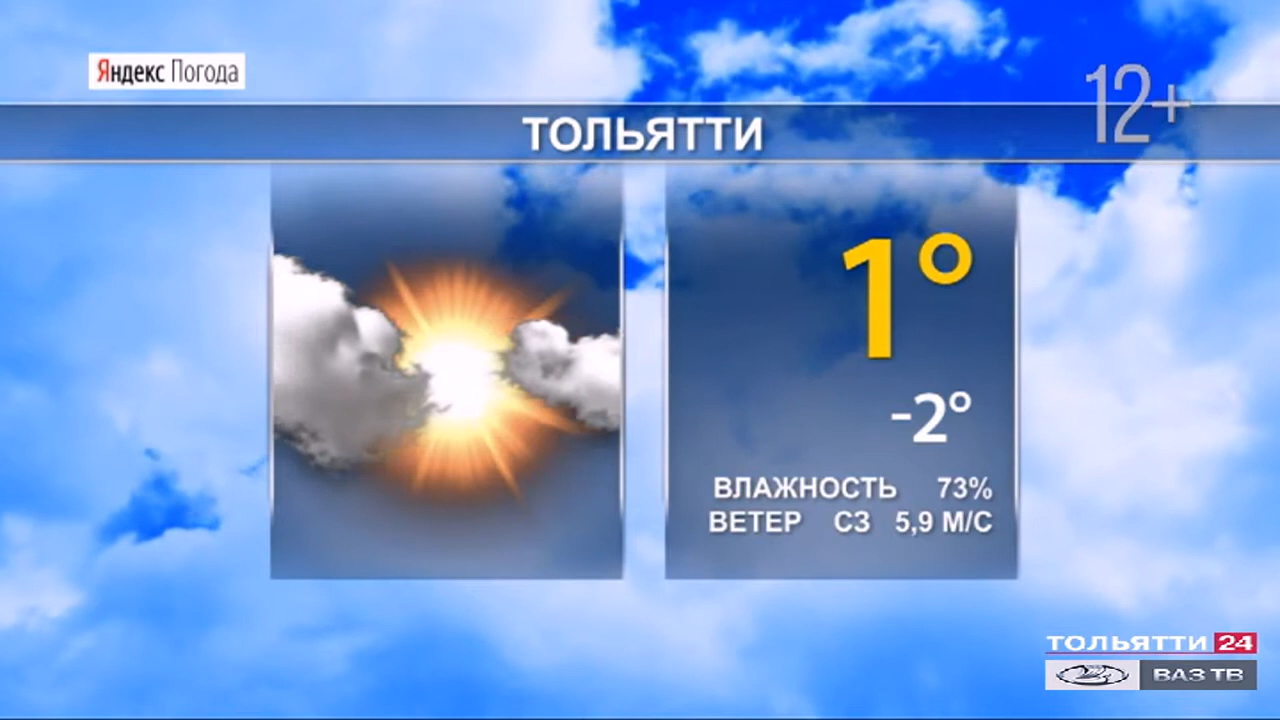 Яндекс Погода
12+
ТОЛЬЯТТИ
1°
-2°
ВЛАЖНОСТЬ 73%
ВЕТЕР СЗ 5,9 М/С
ТОЛЬЯТТИ 24
ВАЗ ТВ